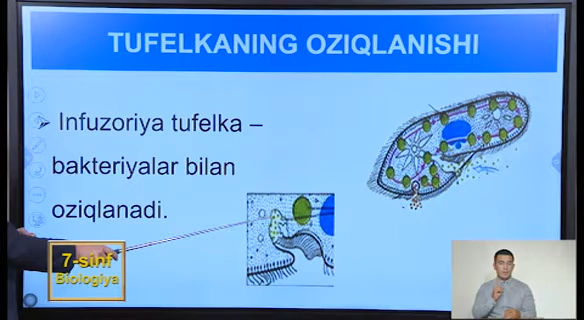 TUFELKANING OZIQLANISHI
Infuzoriya tufelka –
bakteriyalar bilan
oziqlanadi.
7-sinf
Biologiya